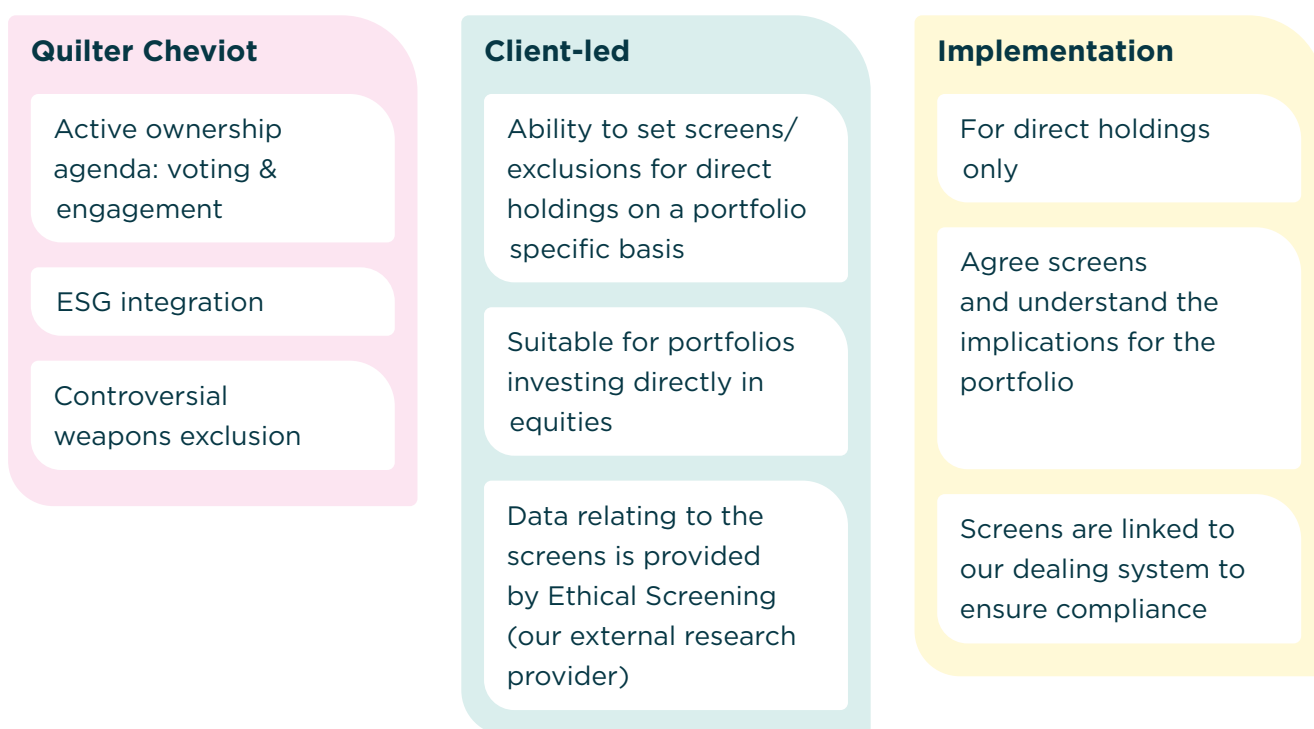 Quilter Cheviot
Active ownership
agenda: voting &
engagement
ESG integration
Controversial
weapons exclusion
Client-led
Ability to set screens/
exclusions for direct
holdings on a portfolio
specific basis
Suitable for portfolios
investing directly in
equities
Data relating to the
screens is provided
by Ethical Screening
(our external research
provider)
Implementation
For direct holdings
only
Agree screens
and understand the
implications for the
portfolio
Screens are linked to
our dealing system to
ensure compliance